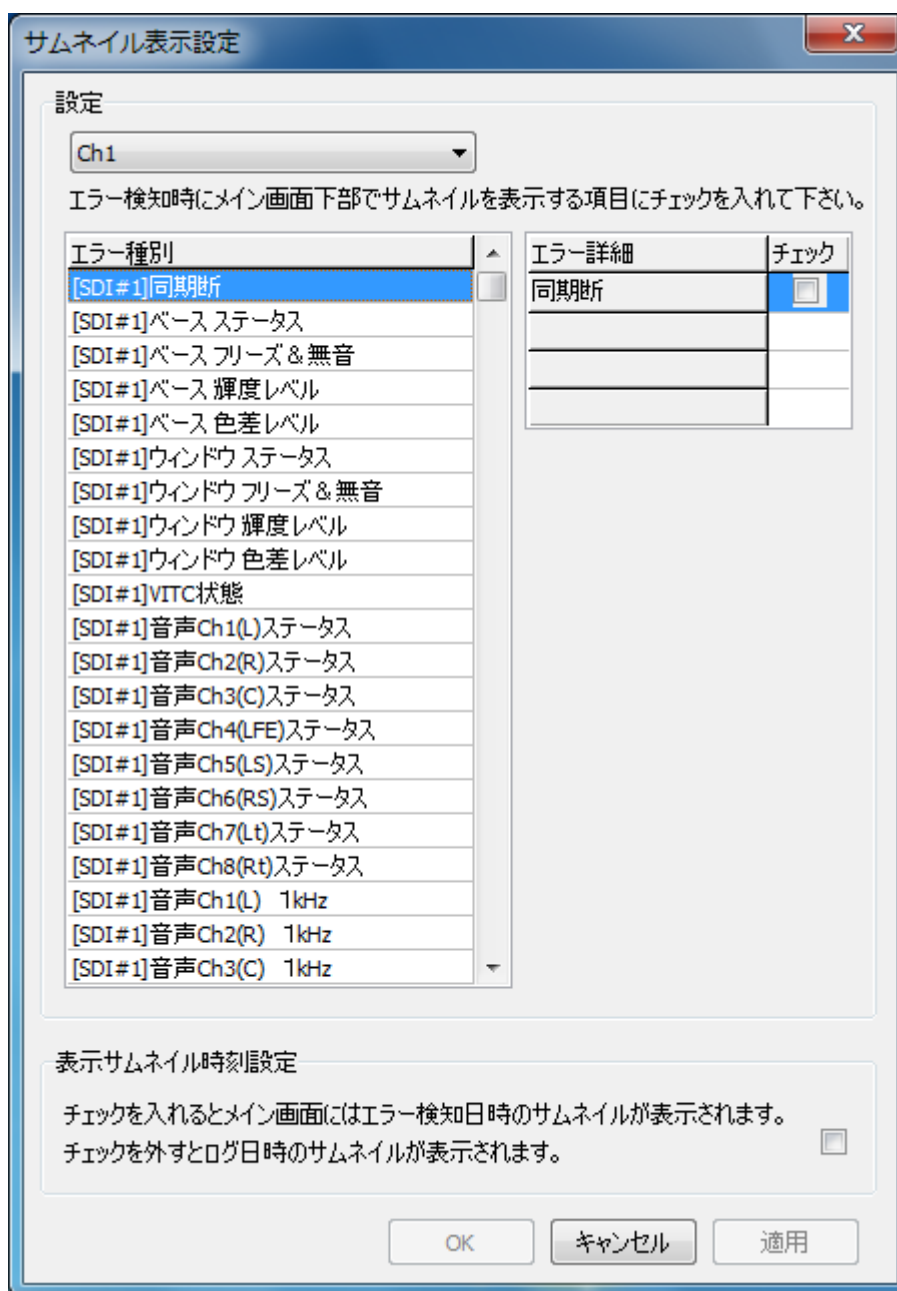 サムネイル表示設定
設定
Ch1
エラー検知時にメイン画面下部でサムネイルを表示する項目にチェックを入れて下さい。
エラー種別
[SDI#1]同期断
[SDI#1]ベース ステータス
[SDI#1]ベース フリーズ＆無音
[SDI#1]ベース 輝度レベル
[SDI#1]ベース 色差レベル
[SDI#1]ウィンドウ ステータス
[SDI#1]ウィンドウ フリーズ＆無音
[SDI#1]ウィンドウ 輝度レベル
[SDI#1]ウィンドウ 色差レベル
[SDI#1]VITC状態
[SDI#1]音声Ch1(L)ステータス
[SDI#1]音声Ch2(R)ステータス
[SDI#1]音声Ch3(C)ステータス
[SDI#1]音声Ch4(LFE)ステータス
[SDI#1]音声Ch5(LS)ステータス
[SDI#1]音声Ch6(RS)ステータス
[SDI#1]音声Ch7(Lt)ステータス
[SDI#1]音声Ch8(Rt)ステータス
[SDI#1]音声Ch1(L)　1kHz
[SDI#1]音声Ch2(R)　1kHz
[SDI#1]音声Ch3(C)　1kHz
エラー詳細 チェック
同期断
表示サムネイル時刻設定
チェックを入れるとメイン画面にはエラー検知日時のサムネイルが表示されます。
チェックを外すとログ日時のサムネイルが表示されます。
OK キャンセル 適用